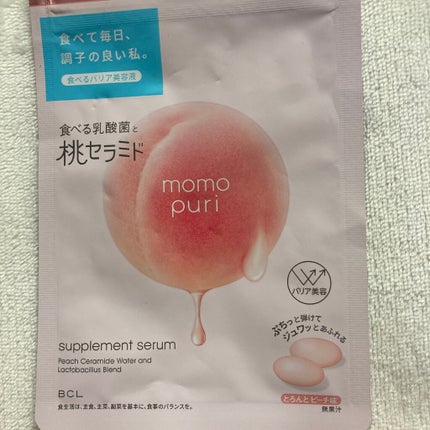 食べて毎日、
調子の良い私。
食べるバリア美容液
食べる乳酸菌と
桃セラミド
momo
puri
バリア美容
ぷちっと弾けて
ジュワッとあふれる
supplement serum
Peach Ceramide Water and
Lactobacillus Blend
とろんとピーチ味
無果汁
BCL
食生活は、主食、主菜、副菜を基本に、食事のバランスを。